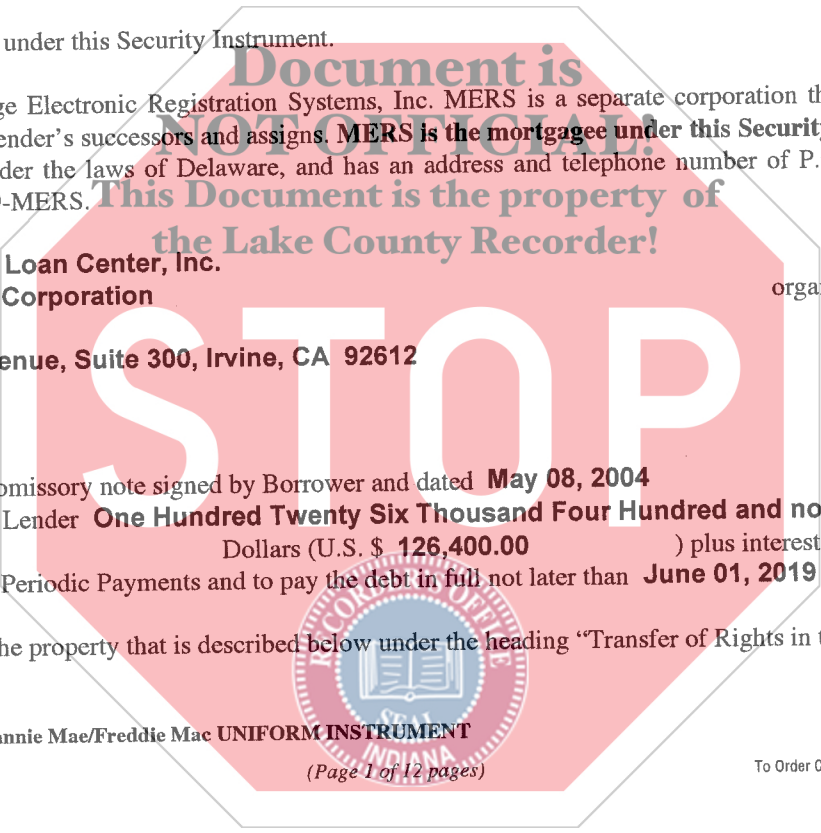 under this Security Instrument.
Document is
ge Electronic Registration Systems, Inc. MERS is a separate corporation th
ender's successors and assigns. MERS is the mortgagee under this Security
NOT OFFICIAL!
der the laws of Delaware, and has an address and telephone number of P.
-MERS.
This Document is the property of
the Lake County Recorder!
Loan Center, Inc.
Corporation
orga
enue, Suite 300, Irvine, CA 92612
STOP
omissory note signed by Borrower and dated May 08, 2004
Lender One Hundred Twenty Six Thousand Four Hundred and no
Dollars (U.S. $ 126,400.00 ) plus interest
Periodic Payments and to pay the debt in full not later than June 01, 2019
he property that is described below under the heading “Transfer of Rights in t
RECORDER'S OFFICE
SEAL
INDIANA
annie Mae/Freddie Mac UNIFORM INSTRUMENT
(Page 1 of 12 pages)
To Order C